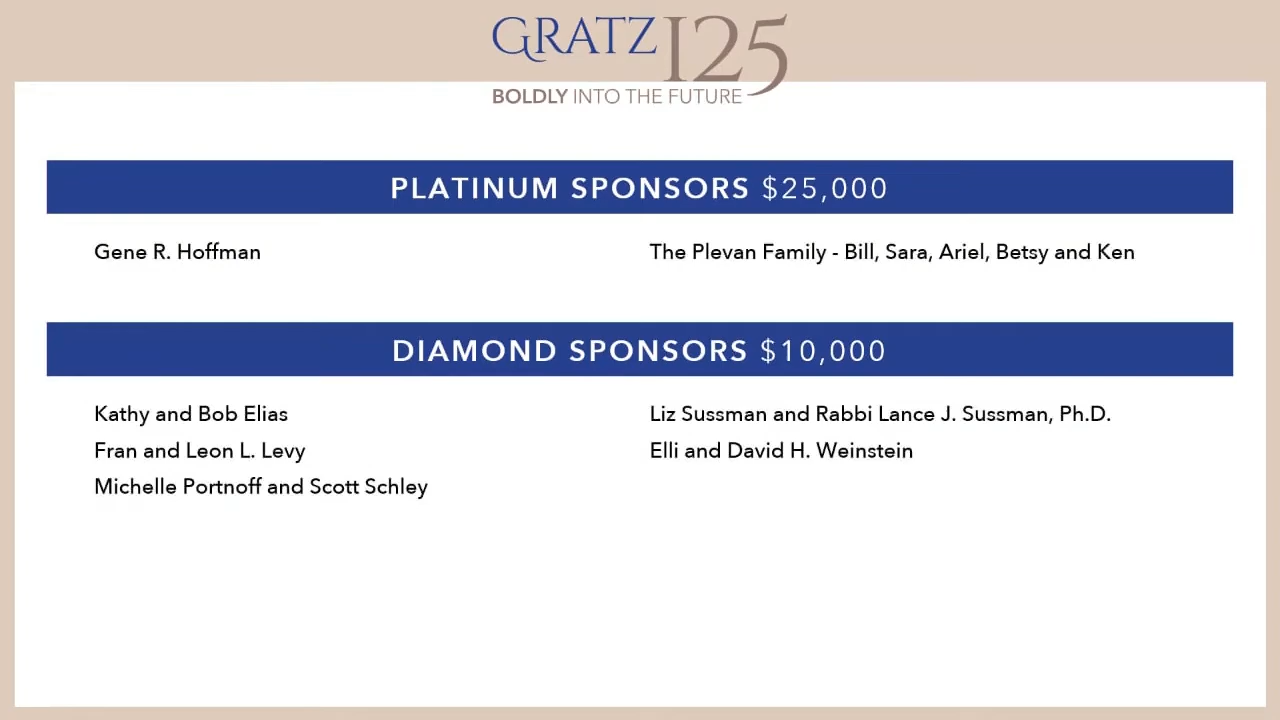 GRATZ 125
BOLDLY INTO THE FUTURE
PLATINUM SPONSORS $25,000
Gene R. Hoffman
The Plevan Family - Bill, Sara, Ariel, Betsy and Ken
DIAMOND SPONSORS $10,000
Kathy and Bob Elias
Fran and Leon L. Levy
Michelle Portnoff and Scott Schley
Liz Sussman and Rabbi Lance J. Sussman, Ph.D.
Elli and David H. Weinstein